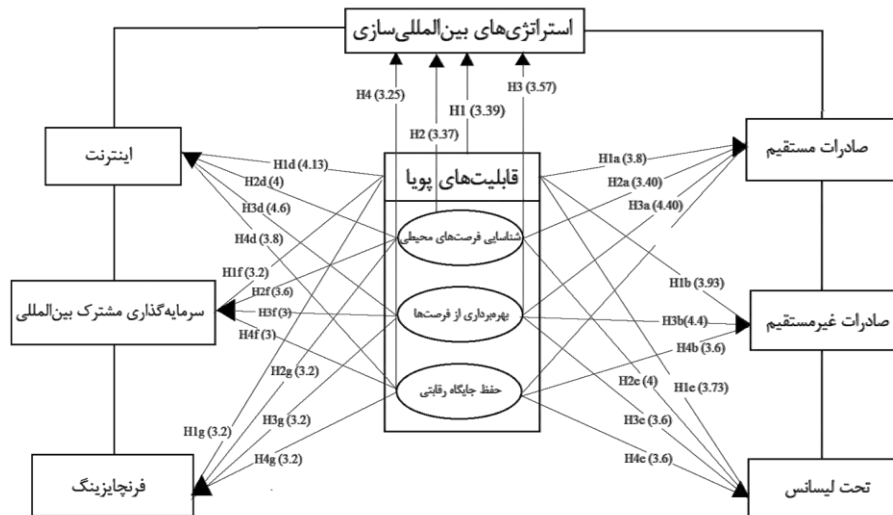 استراتژی‌های بین‌المللی‌سازی
H4 (3.25)
H3 (3.57)
H1 (3.39)
H2 (3.37)
صادرات مستقیم
اینترنت
قابلیت‌های پویا
H1a (3.8)
H2a (3.40)
H3a (4.40)
H1d (4.13)
H2d (4)
H3d (4.6)
H4d (3.8)
شناسایی فرصت‌های محیطی
H1f (3.2)
H2f (3.6)
H3f (3)
H4f (3)
H1b (3.93)
H3b(4.4)
H4b (3.6)
صادرات غیرمستقیم
سرمایه‌گذاری مشترک بین‌المللی
بهره‌برداری از فرصت‌ها
حفظ جایگاه رقابتی
H2g (3.2)
H1g (3.2)
H3g (3.2)
H4g (3.2)
H2e (4)
H1e (3.73)
H3e (3.6)
H4e (3.6)
تحت لیسانس
فرنچایزینگ